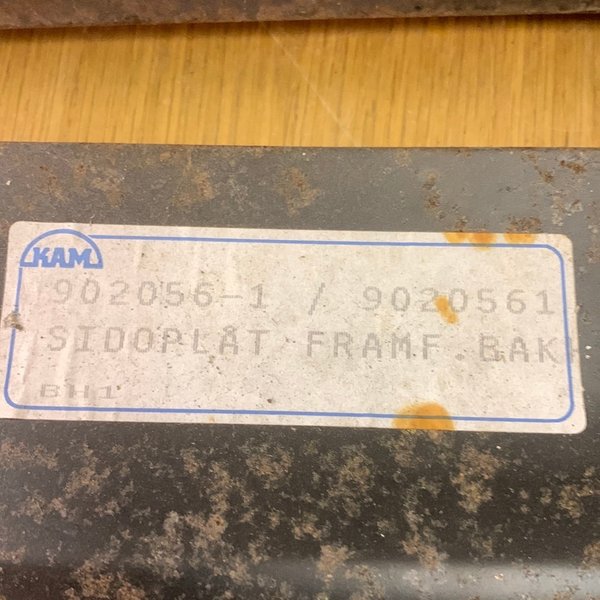 KAM
902056-1 / 9020561
SIDOPLÅT FRAMF.BAK
BH1